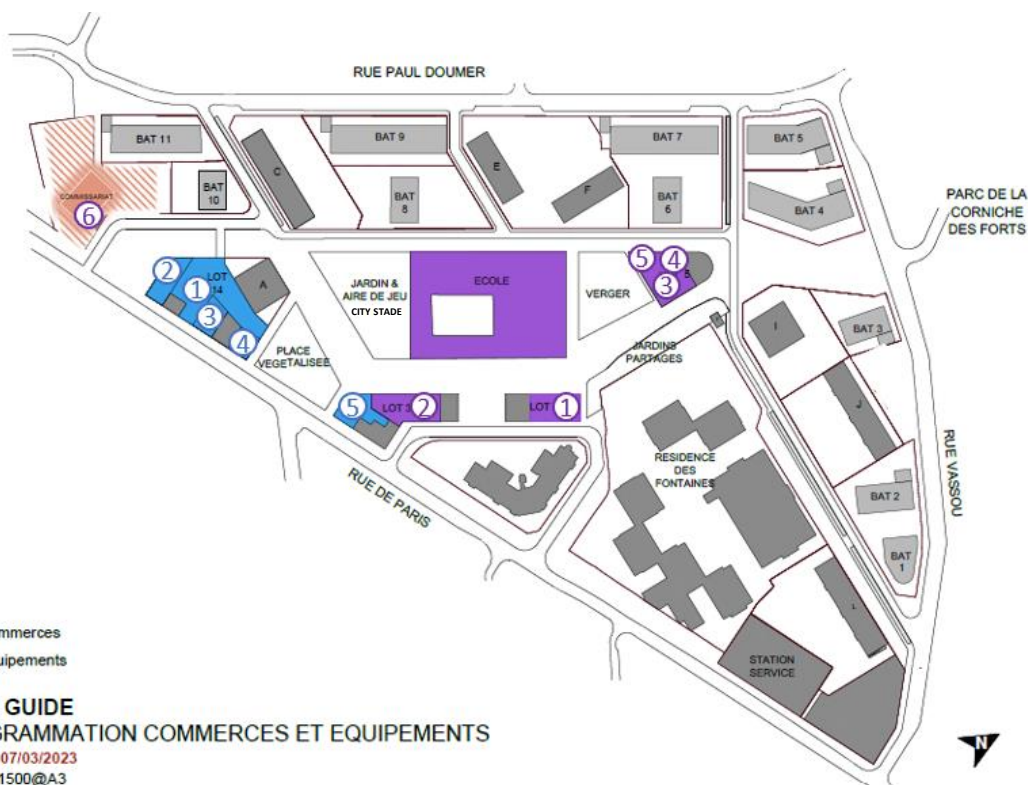 RUE PAUL DOUMER
BAT 11
BAT 9
BAT 7
BAT 5
C
E
F
COMMISSARIAT
6
BAT
10
BAT
8
BAT
6
BAT 4
PARC DE LA
CORNICHE
DES FORTS
2
LOT
14
1
3
4
A
JARDIN &
AIRE DE JEU
CITY STADE
ECOLE
VERGER
5
4
3
B
I
BAT 3
PLACE
VEGETALISEE
JARDINS
PARTAGES
5
LOT 3
2
LOT
1
J
RESIDENCE
DES
FONTAINES
RUE VASSOU
RUE DE PARIS
BAT 2
BAT
1
L
STATION
SERVICE
mmerces
uipements
GUIDE
GRAMMATION COMMERCES ET EQUIPEMENTS
07/03/2023
1500@A3
N